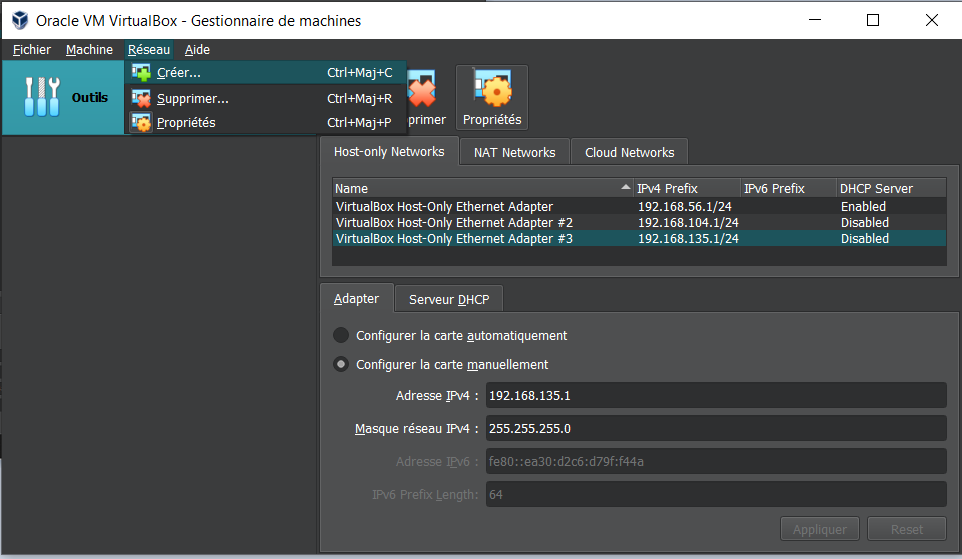 Oracle VM VirtualBox - Gestionnaire de machines
Fichier Machine Réseau Aide
Outils
Créer... Ctrl+Maj+C
Supprimer... Ctrl+Maj+R
Propriétés Ctrl+Maj+P
primer Propriétés
Host-only Networks NAT Networks Cloud Networks
Name IPv4 Prefix IPv6 Prefix DHCP Server
VirtualBox Host-Only Ethernet Adapter 192.168.56.1/24 Enabled
VirtualBox Host-Only Ethernet Adapter #2 192.168.104.1/24 Disabled
VirtualBox Host-Only Ethernet Adapter #3 192.168.135.1/24 Disabled
Adapter Serveur DHCP
Configurer la carte automatiquement
Configurer la carte manuellement
Adresse IPv4 : 192.168.135.1
Masque réseau IPv4 : 255.255.255.0
Adresse IPv6 : fe80::ea30:d2c6:d79f:f44a
IPv6 Prefix Length: 64
Appliquer Reset